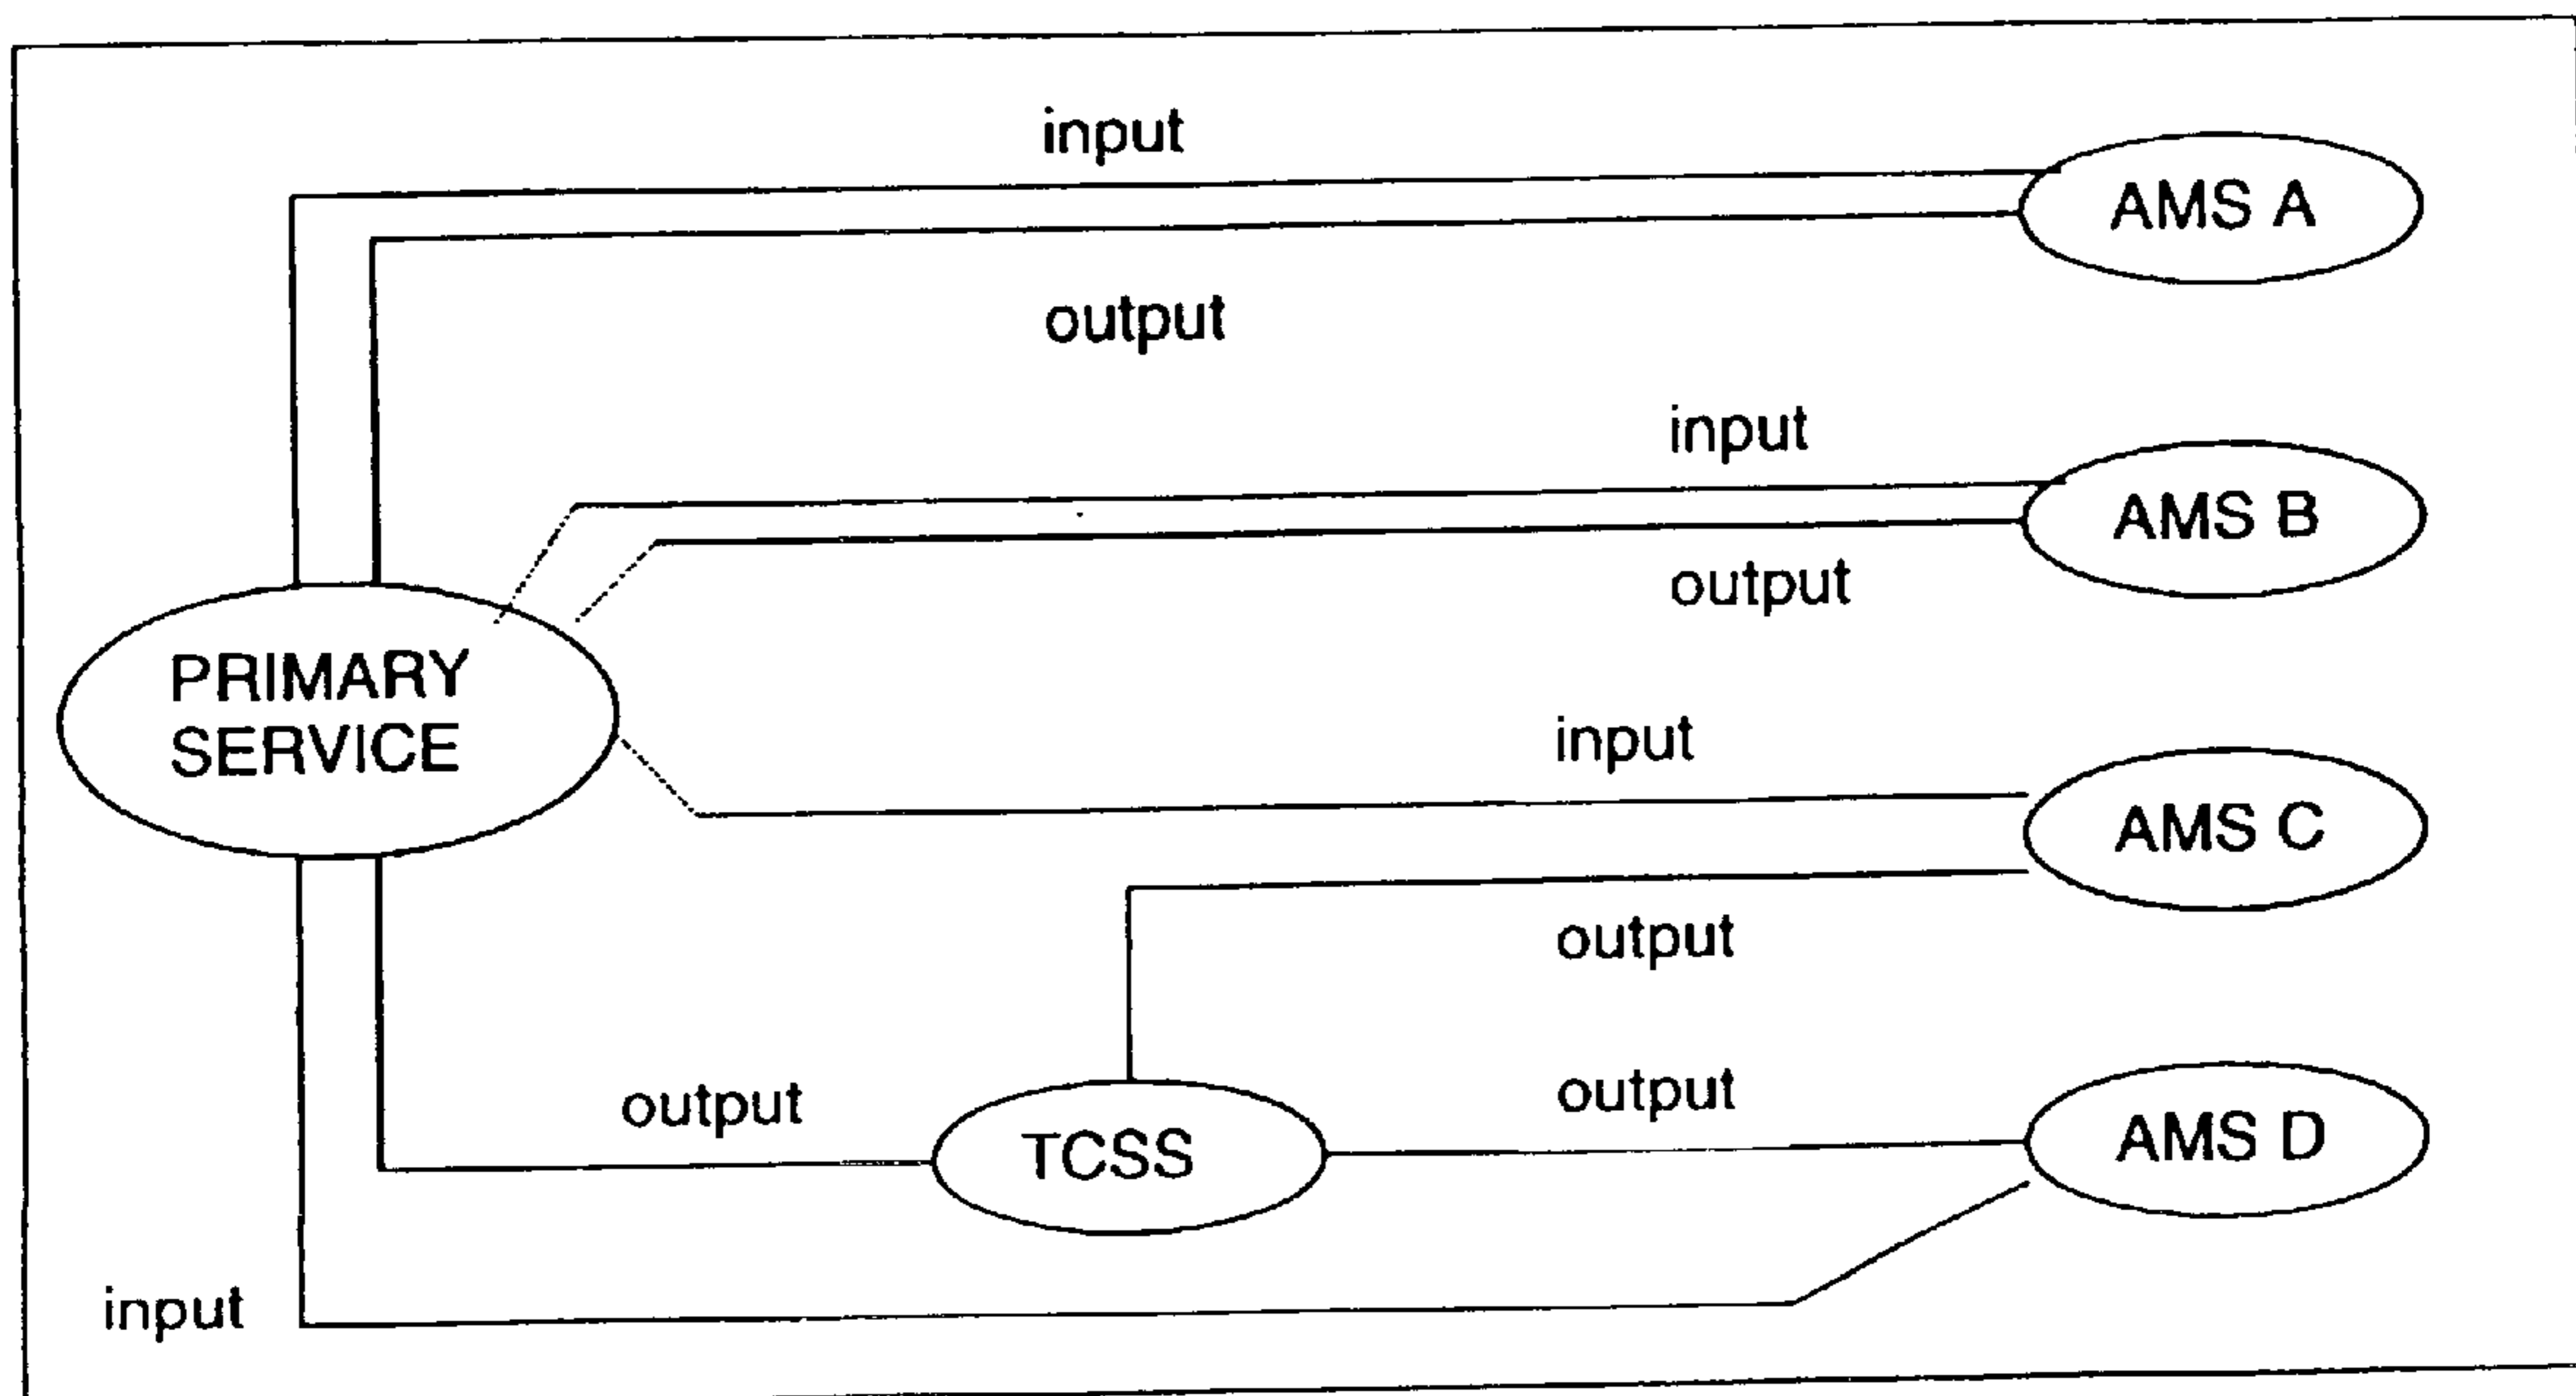 input
AMS A
output
input
AMS B
output
PRIMARY
SERVICE
input
AMS C
output
output
output
TCSS
AMS D
input